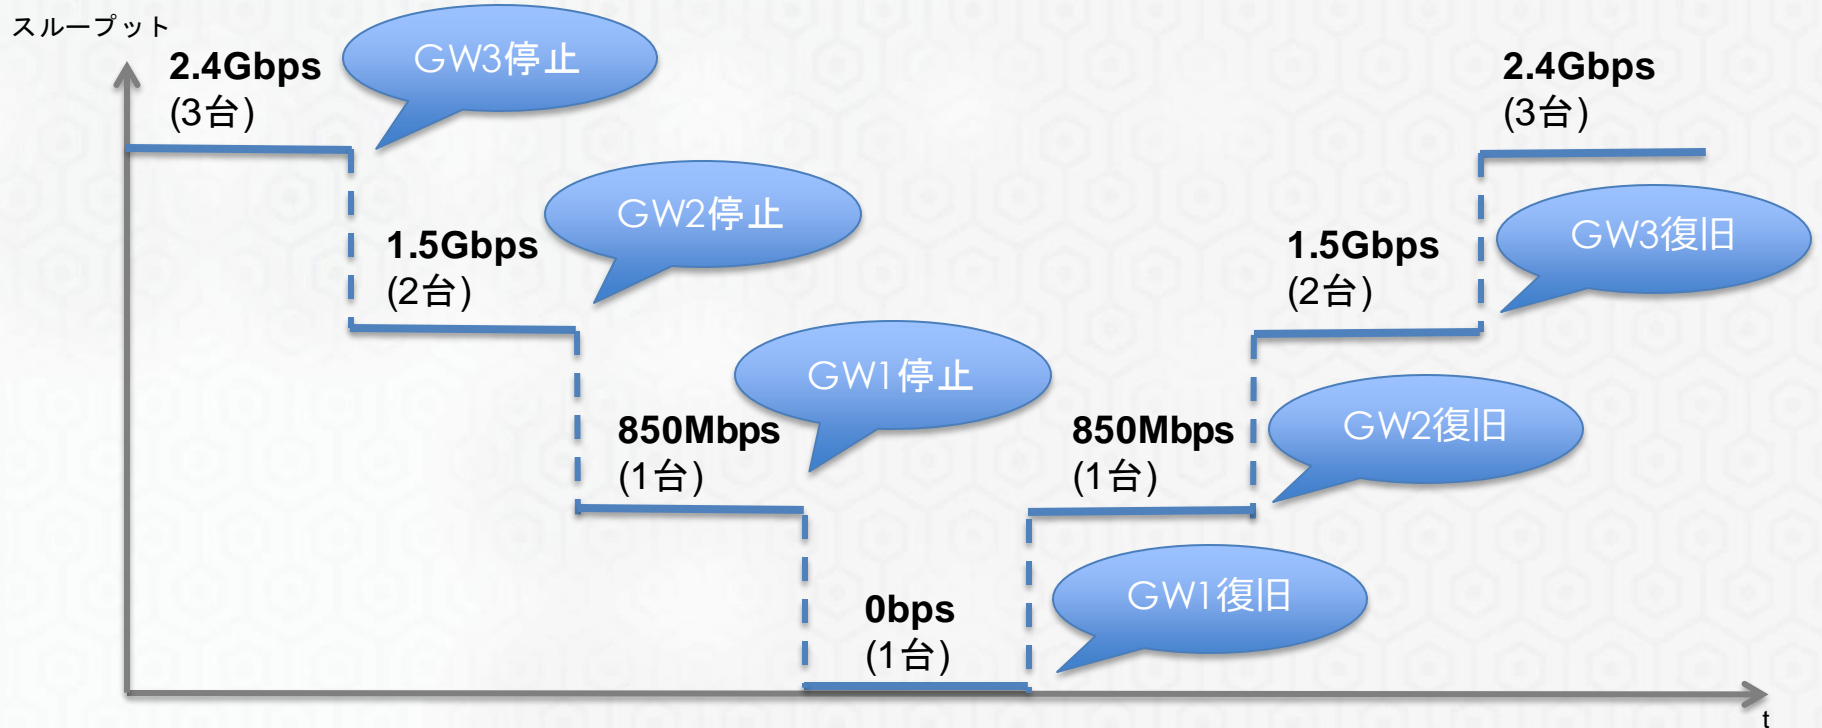 スループット
2.4Gbps
(3台)
GW3停止
1.5Gbps
(2台)
GW2停止
850Mbps
(1台)
GW1停止
0bps
(1台)
GW1復旧
850Mbps
(1台)
GW2復旧
1.5Gbps
(2台)
GW3復旧
2.4Gbps
(3台)
t